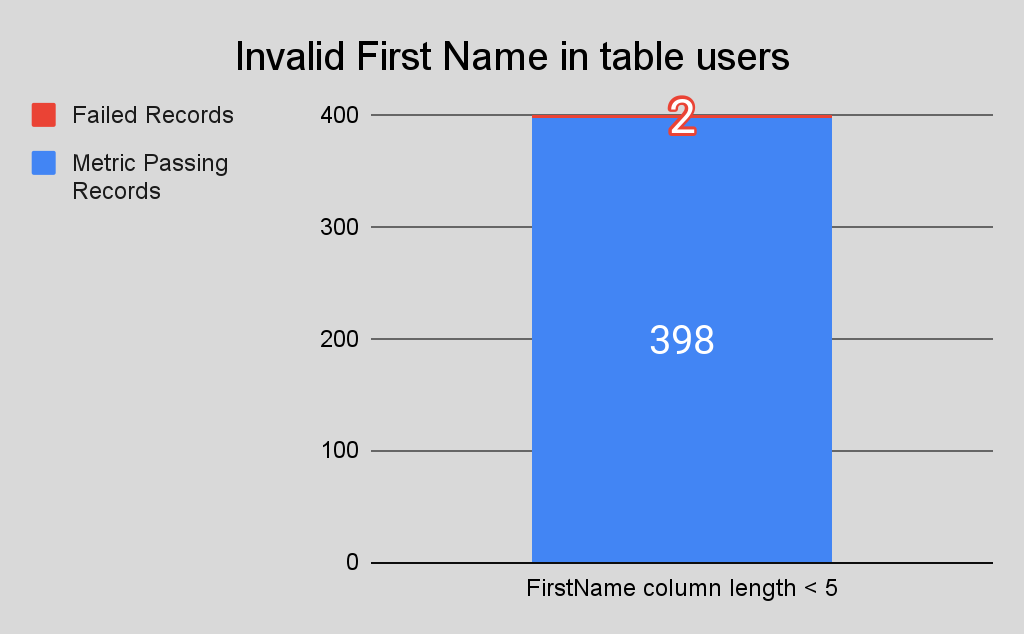 Invalid First Name in table users
Failed Records
Metric Passing
Records
400
300
200
100
0
2
398
FirstName column length < 5